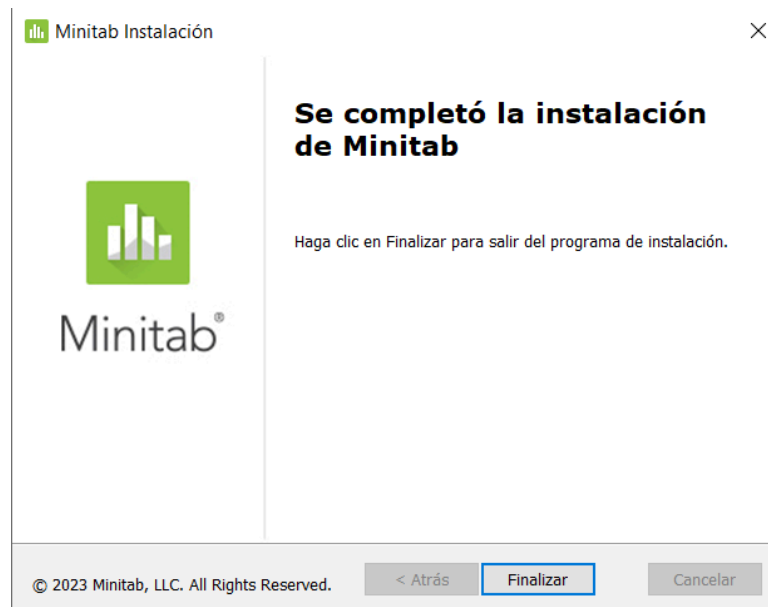 Minitab Instalación
Se completó la instalación
de Minitab
Haga clic en Finalizar para salir del programa de instalación.
Minitab®
© 2023 Minitab, LLC. All Rights Reserved.
< Atrás
Finalizar
Cancelar